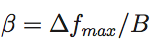 β = Δf_max/B